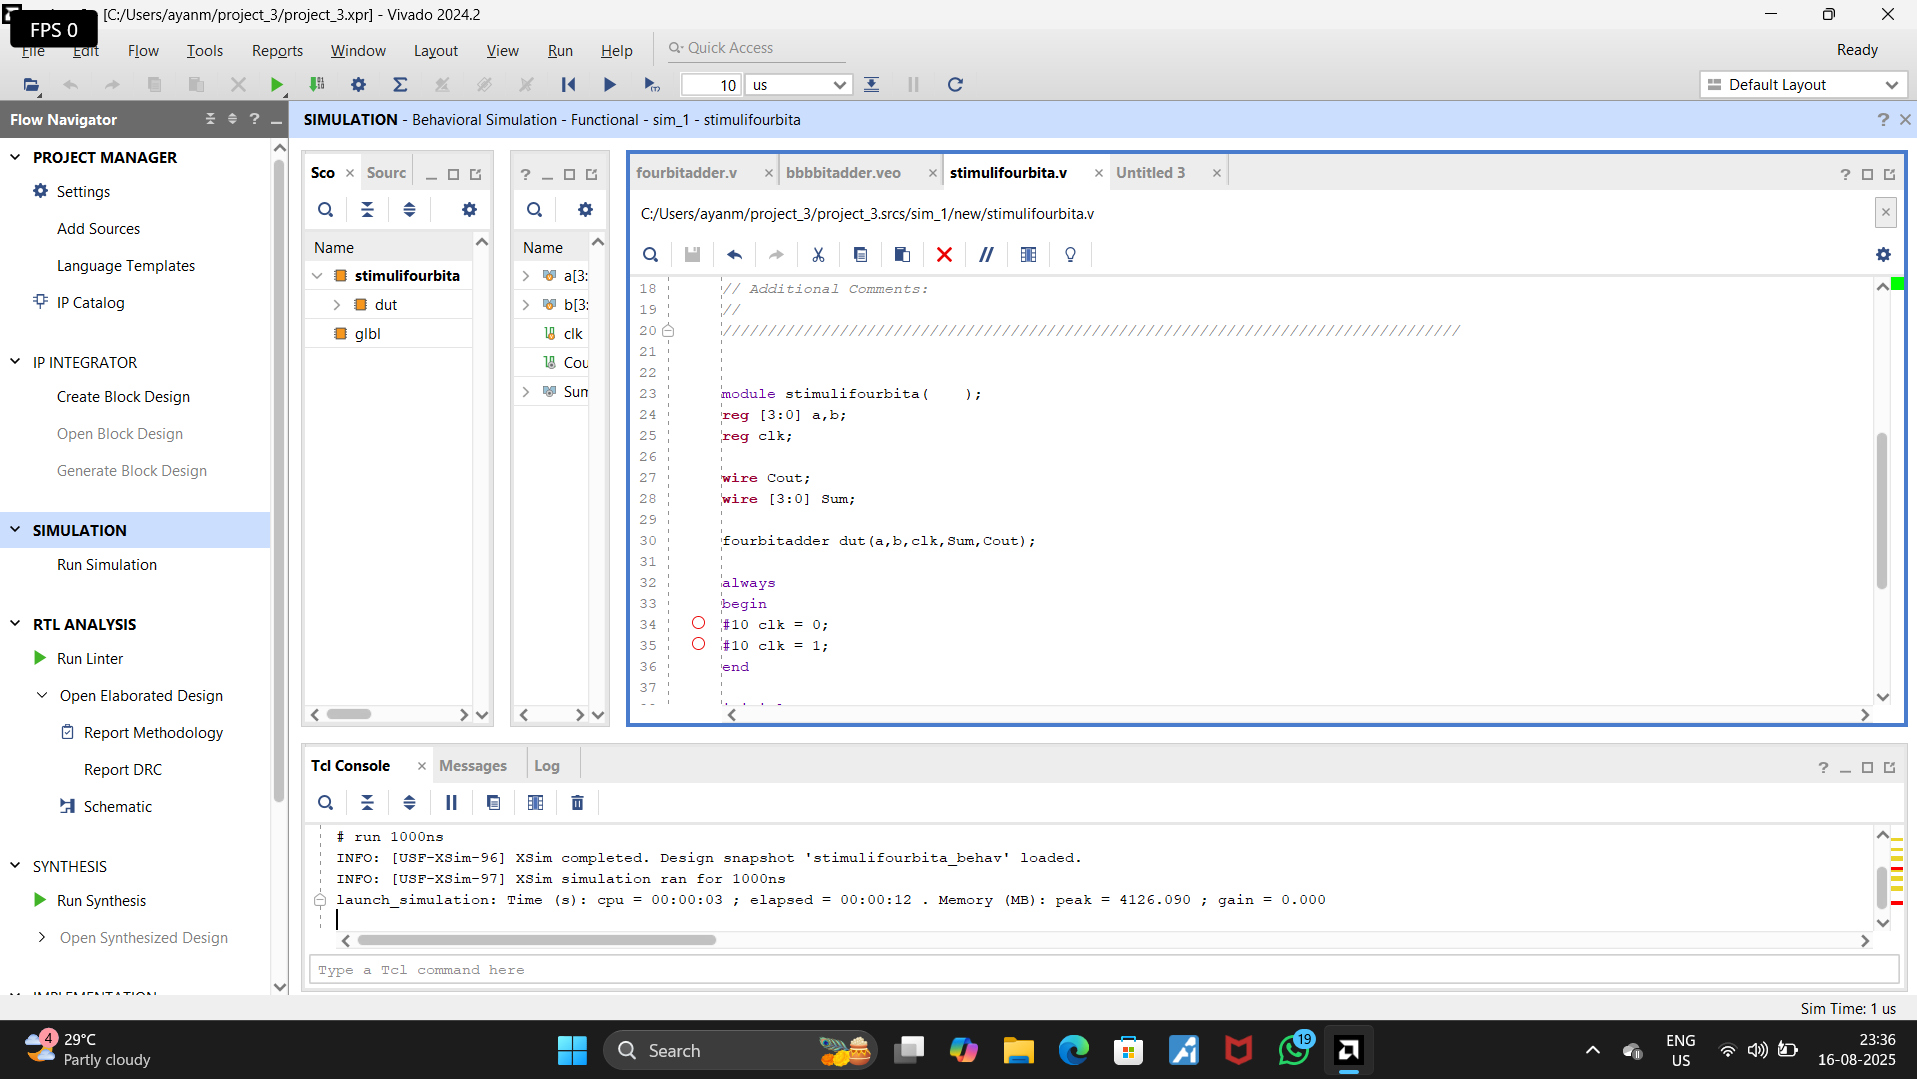 [C:/Users/ayanm/project_3/project_3.xpr] - Vivado 2024.2
FPS 0
File Edit Flow Tools Reports Window Layout View Run Help Quick Access Ready
10 us Default Layout
Flow Navigator
SIMULATION - Behavioral Simulation - Functional - sim_1 - stimulifourbita
PROJECT MANAGER
Settings
Add Sources
Language Templates
IP Catalog
IP INTEGRATOR
Create Block Design
Open Block Design
Generate Block Design
SIMULATION
Run Simulation
RTL ANALYSIS
Run Linter
Open Elaborated Design
Report Methodology
Report DRC
Schematic
SYNTHESIS
Run Synthesis
Open Synthesized Design
Sco Sourc
Name
stimulifourbita
dut
glbl
Name
a[3:
b[3:
clk
Cou
Sum
fourbitadder.v bbbbitadder.veo stimulifourbita.v Untitled 3
C:/Users/ayanm/project_3/project_3.srcs/sim_1/new/stimulifourbita.v
18 // Additional Comments:
19 //
20 //////////////////////////////////////////////////////////////////////////////////
21
22
23 module stimulifourbita(    );
24 reg [3:0] a,b;
25 reg clk;
26
27 wire Cout;
28 wire [3:0] Sum;
29
30 fourbitadder dut(a,b,clk,Sum,Cout);
31
32 always
33 begin
34 #10 clk = 0;
35 #10 clk = 1;
36 end
37
Tcl Console Messages Log
# run 1000ns
INFO: [USF-XSim-96] XSim completed. Design snapshot 'stimulifourbita_behav' loaded.
INFO: [USF-XSim-97] XSim simulation ran for 1000ns
launch_simulation: Time (s): cpu = 00:00:03 ; elapsed = 00:00:12 . Memory (MB): peak = 4126.090 ; gain = 0.000
Type a Tcl command here
Sim Time: 1 us
4
29°C
Partly cloudy
Search
19
ENG
US
23:36
16-08-2025